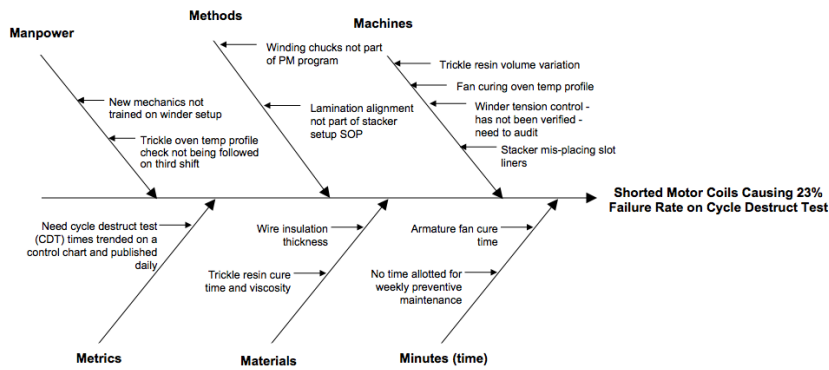 Manpower
Methods
Machines
Winding chucks not part
of PM program
Trickle resin volume variation
Fan curing oven temp profile
New mechanics not
trained on winder setup
Lamination alignment
not part of stacker
setup SOP
Winder tension control -
has not been verified -
need to audit
Trickle oven temp profile
check not being followed
on third shift
Stacker mis-placing slot
liners
Shorted Motor Coils Causing 23%
Failure Rate on Cycle Destruct Test
Need cycle destruct test
(CDT) times trended on a
control chart and published
daily
Wire insulation
thickness
Armature fan cure
time
Trickle resin cure
time and viscosity
No time allotted for
weekly preventive
maintenance
Metrics
Materials
Minutes (time)